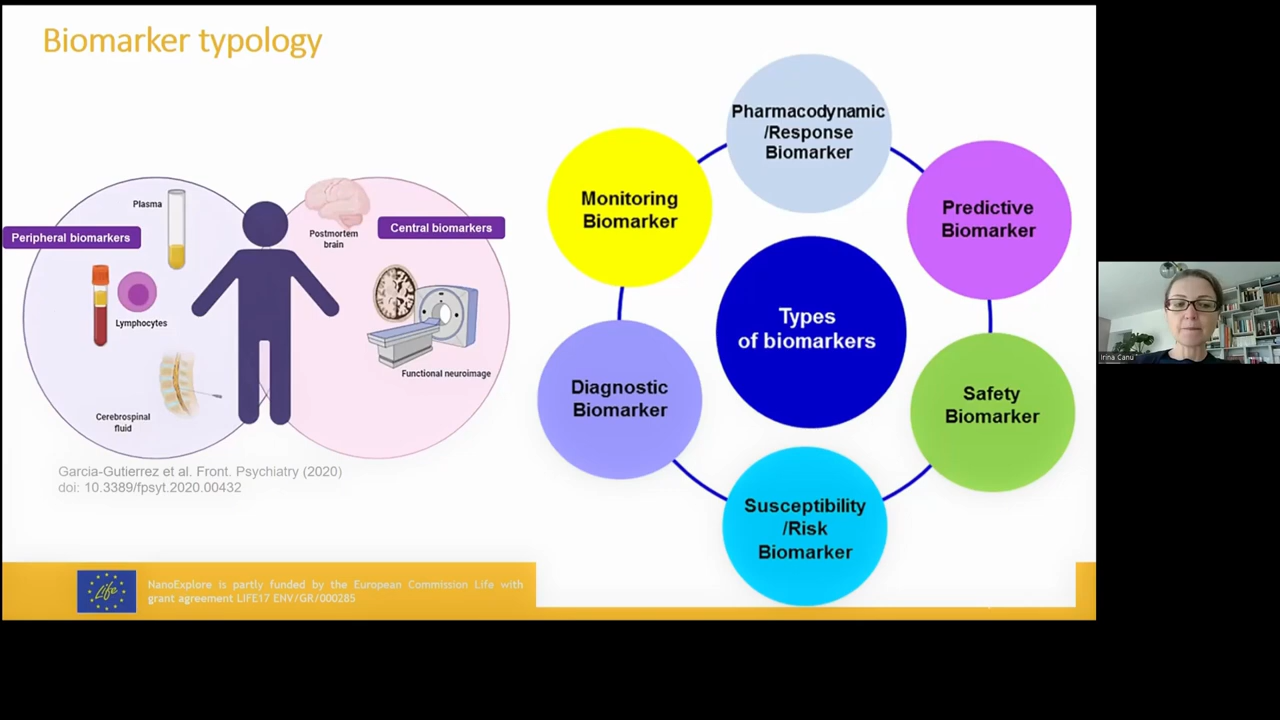 Biomarker typology
Plasma
Peripheral biomarkers
Lymphocytes
Cerebrospinal
fluid
Postmortem
brain
Central biomarkers
Functional neuroimage
Garcia-Gutierrez et al. Front. Psychiatry (2020)
doi: 10.3389/fpsyt.2020.00432
Pharmacodynamic
/Response
Biomarker
Monitoring
Biomarker
Predictive
Biomarker
Types
of biomarkers
Diagnostic
Biomarker
Safety
Biomarker
Susceptibility
/Risk
Biomarker
Life
NanoExplore is partly funded by the European Commission Life with
grant agreement LIFE17 ENV/GR/000285
Irina Canu